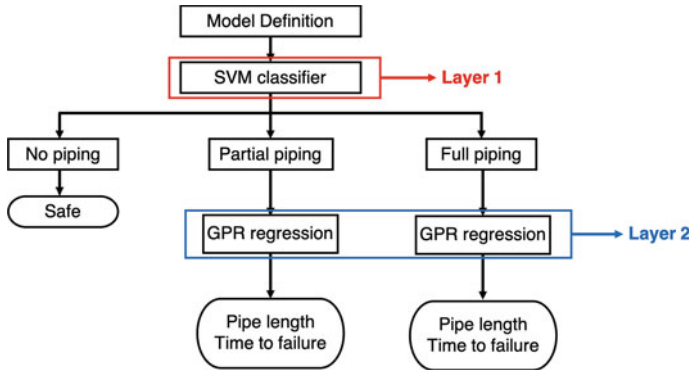 Model Definition
SVM classifier
Layer 1
No piping
Partial piping
Full piping
Safe
GPR regression
GPR regression
Layer 2
Pipe length
Time to failure
Pipe length
Time to failure